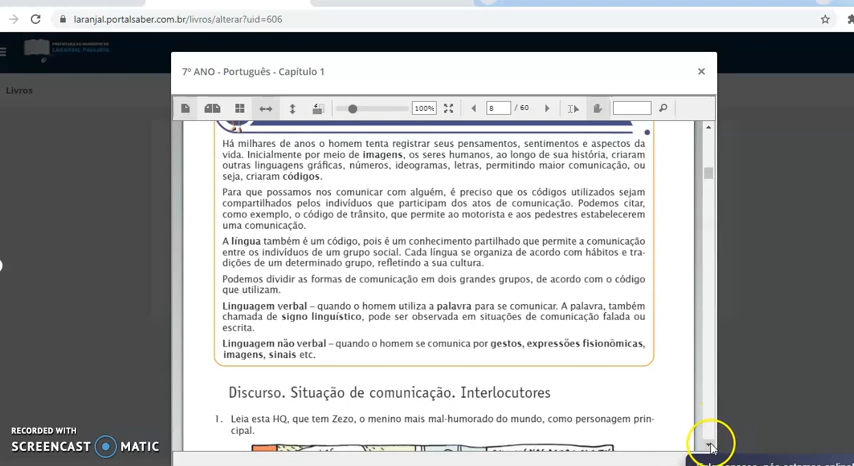 laranjal.portalsaber.com.br/livros/alterar?uid=606
Livros
7º ANO - Português - Capítulo 1
100%
8 / 60
Há milhares de anos o homem tenta registrar seus pensamentos, sentimentos e aspectos da
vida. Inicialmente por meio de imagens, os seres humanos, ao longo de sua história, criaram
outras linguagens gráficas, números, ideogramas, letras, permitindo maior comunicação, ou
seja, criaram códigos.
Para que possamos nos comunicar com alguém, é preciso que os códigos utilizados sejam
compartilhados pelos indivíduos que participam dos atos de comunicação. Podemos citar,
como exemplo, o código de trânsito, que permite ao motorista e aos pedestres estabelecerem
uma comunicação.
A língua também é um código, pois é um conhecimento partilhado que permite a comunicação
entre os indivíduos de um grupo social. Cada língua se organiza de acordo com hábitos e tra-
dições de um determinado grupo, refletindo a sua cultura.
Podemos dividir as formas de comunicação em dois grandes grupos, de acordo com o código
que utilizam.
Linguagem verbal – quando o homem utiliza a palavra para se comunicar. A palavra, também
chamada de signo linguístico, pode ser observada em situações de comunicação falada ou
escrita.
Linguagem não verbal – quando o homem se comunica por gestos, expressões fisionômicas,
imagens, sinais etc.
Discurso. Situação de comunicação. Interlocutores
1. Leia esta HQ, que tem Zezo, o menino mais mal-humorado do mundo, como personagem prin-
cipal.
RECORDED WITH
SCREENCAST MATIC